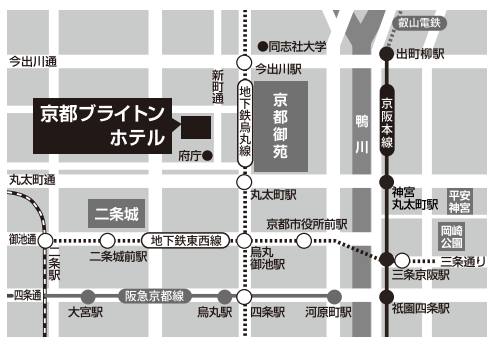 叡山電鉄
●同志社大学
出町柳駅
今出川通
今出川駅
新町通
地下鉄烏丸線
京都御苑
鴨川
京阪本線
京都ブライトン
ホテル
府庁●
丸太町通
丸太町駅
神宮
丸太町駅
平安
神宮
二条城
京都市役所前駅
岡崎
公園
御池通
二条駅
二条城前駅
地下鉄東西線
烏丸
御池駅
三条通り
三条京阪駅
四条通
阪急京都線
大宮駅
烏丸駅
四条駅
河原町駅
祇園四条駅